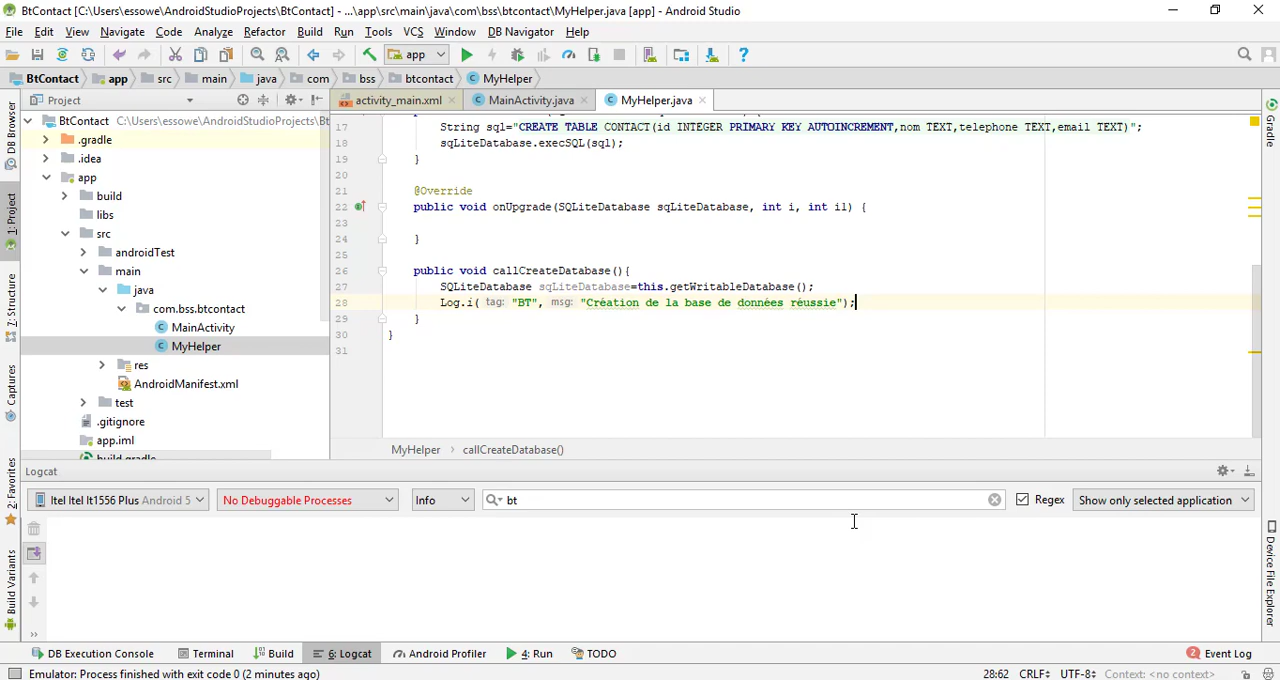 BtContact [C:\Users\essowe\AndroidStudioProjects\BtContact] - ...\app\src\main\java\com\bss\btcontact\MyHelper.java [app] - Android Studio
File Edit View Navigate Code Analyze Refactor Build Run Tools VCS Window DB Navigator Help
app
BtContact app src main java com bss btcontact MyHelper
Project
activity_main.xml MainActivity.java MyHelper.java
BtContact C:\Users\essowe\AndroidStudioProjects\Bt
.gradle
.idea
app
build
libs
src
androidTest
main
java
com.bss.btcontact
MainActivity
MyHelper
res
AndroidManifest.xml
test
.gitignore
app.iml
build.gradle
17 String sql="CREATE TABLE CONTACT(id INTEGER PRIMARY KEY AUTOINCREMENT,nom TEXT,telephone TEXT,email TEXT)";
18 sqLiteDatabase.execSQL(sql);
19 }
20
21 @Override
22 public void onUpgrade(SQLiteDatabase sqLiteDatabase, int i, int i1) {
23
24 }
25
26 public void callCreateDatabase(){
27 SQLiteDatabase sqLiteDatabase=this.getWritableDatabase();
28 Log.i( tag: "BT", msg: "Création de la base de données réussie");
29 }
30 }
31
MyHelper callCreateDatabase()
DB Browser
1: Project
7: Structure
Captures
2: Favorites
Build Variants
Gradle
Device File Explorer
Logcat
Itel Itel It1556 Plus Android 5 No Debuggable Processes Info bt Regex Show only selected application
DB Execution Console Terminal Build 6: Logcat Android Profiler 4: Run TODO 2 Event Log
Emulator: Process finished with exit code 0 (2 minutes ago) 28:62 CRLF UTF-8 Context: <no context>